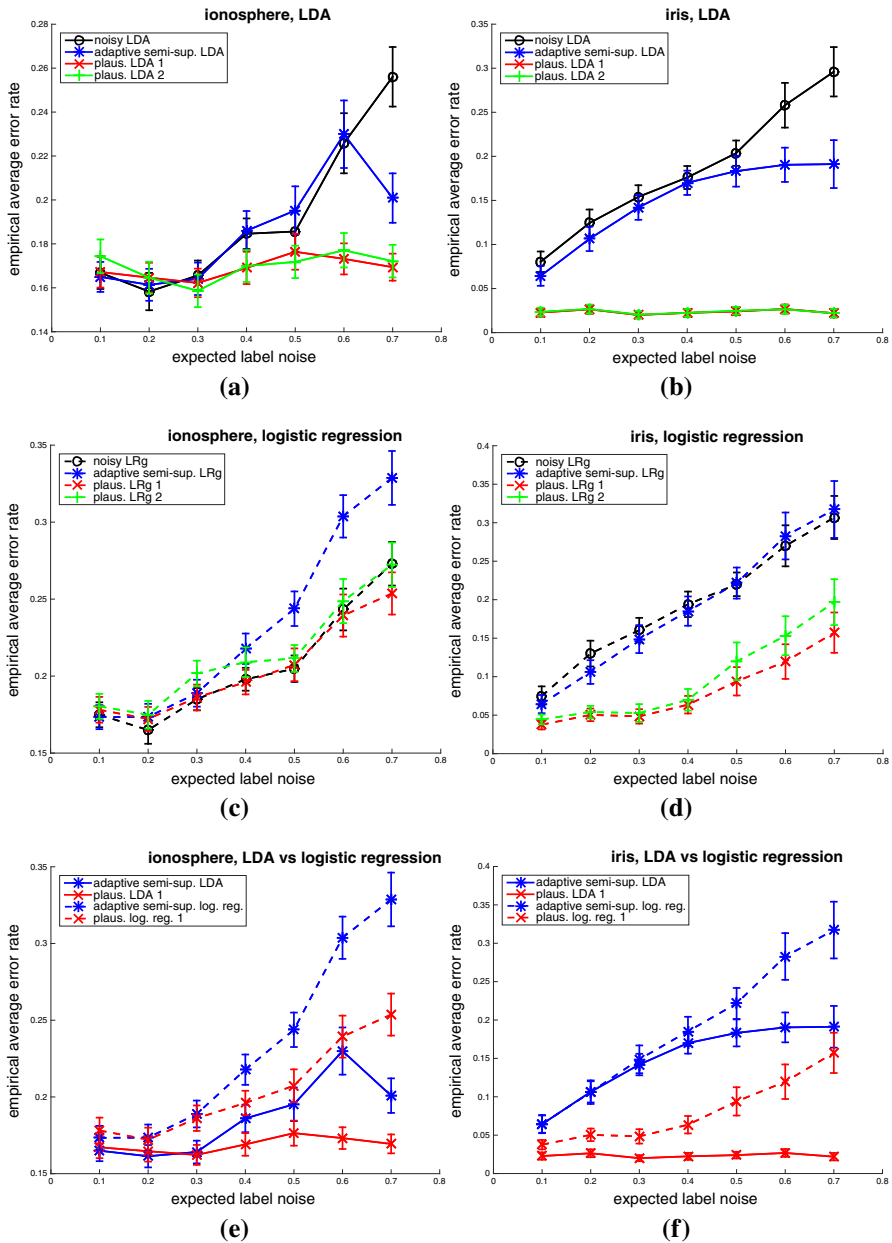 ionosphere, LDA
noisy LDA
adaptive semi-sup. LDA
plaus. LDA 1
plaus. LDA 2
empirical average error rate
0.28
0.26
0.24
0.22
0.2
0.18
0.16
0.14
0 0.1 0.2 0.3 0.4 0.5 0.6 0.7 0.8
expected label noise
(a)
iris, LDA
noisy LDA
adaptive semi-sup. LDA
plaus. LDA 1
plaus. LDA 2
empirical average error rate
0.35
0.3
0.25
0.2
0.15
0.1
0.05
0
0 0.1 0.2 0.3 0.4 0.5 0.6 0.7 0.8
expected label noise
(b)
ionosphere, logistic regression
noisy LRg
adaptive semi-sup. LRg
plaus. LRg 1
plaus. LRg 2
empirical average error rate
0.35
0.3
0.25
0.2
0.15
0 0.1 0.2 0.3 0.4 0.5 0.6 0.7 0.8
expected label noise
(c)
iris, logistic regression
noisy LRg
adaptive semi-sup. LRg
plaus. LRg 1
plaus. LRg 2
empirical average error rate
0.4
0.35
0.3
0.25
0.2
0.15
0.1
0.05
0
0 0.1 0.2 0.3 0.4 0.5 0.6 0.7 0.8
expected label noise
(d)
ionosphere, LDA vs logistic regression
adaptive semi-sup. LDA
plaus. LDA 1
adaptive semi-sup. log. reg.
plaus. log. reg. 1
empirical average error rate
0.35
0.3
0.25
0.2
0.15
0 0.1 0.2 0.3 0.4 0.5 0.6 0.7 0.8
expected label noise
(e)
iris, LDA vs logistic regression
adaptive semi-sup. LDA
plaus. LDA 1
adaptive semi-sup. log. reg.
plaus. log. reg. 1
empirical average error rate
0.4
0.35
0.3
0.25
0.2
0.15
0.1
0.05
0
0 0.1 0.2 0.3 0.4 0.5 0.6 0.7 0.8
expected label noise
(f)